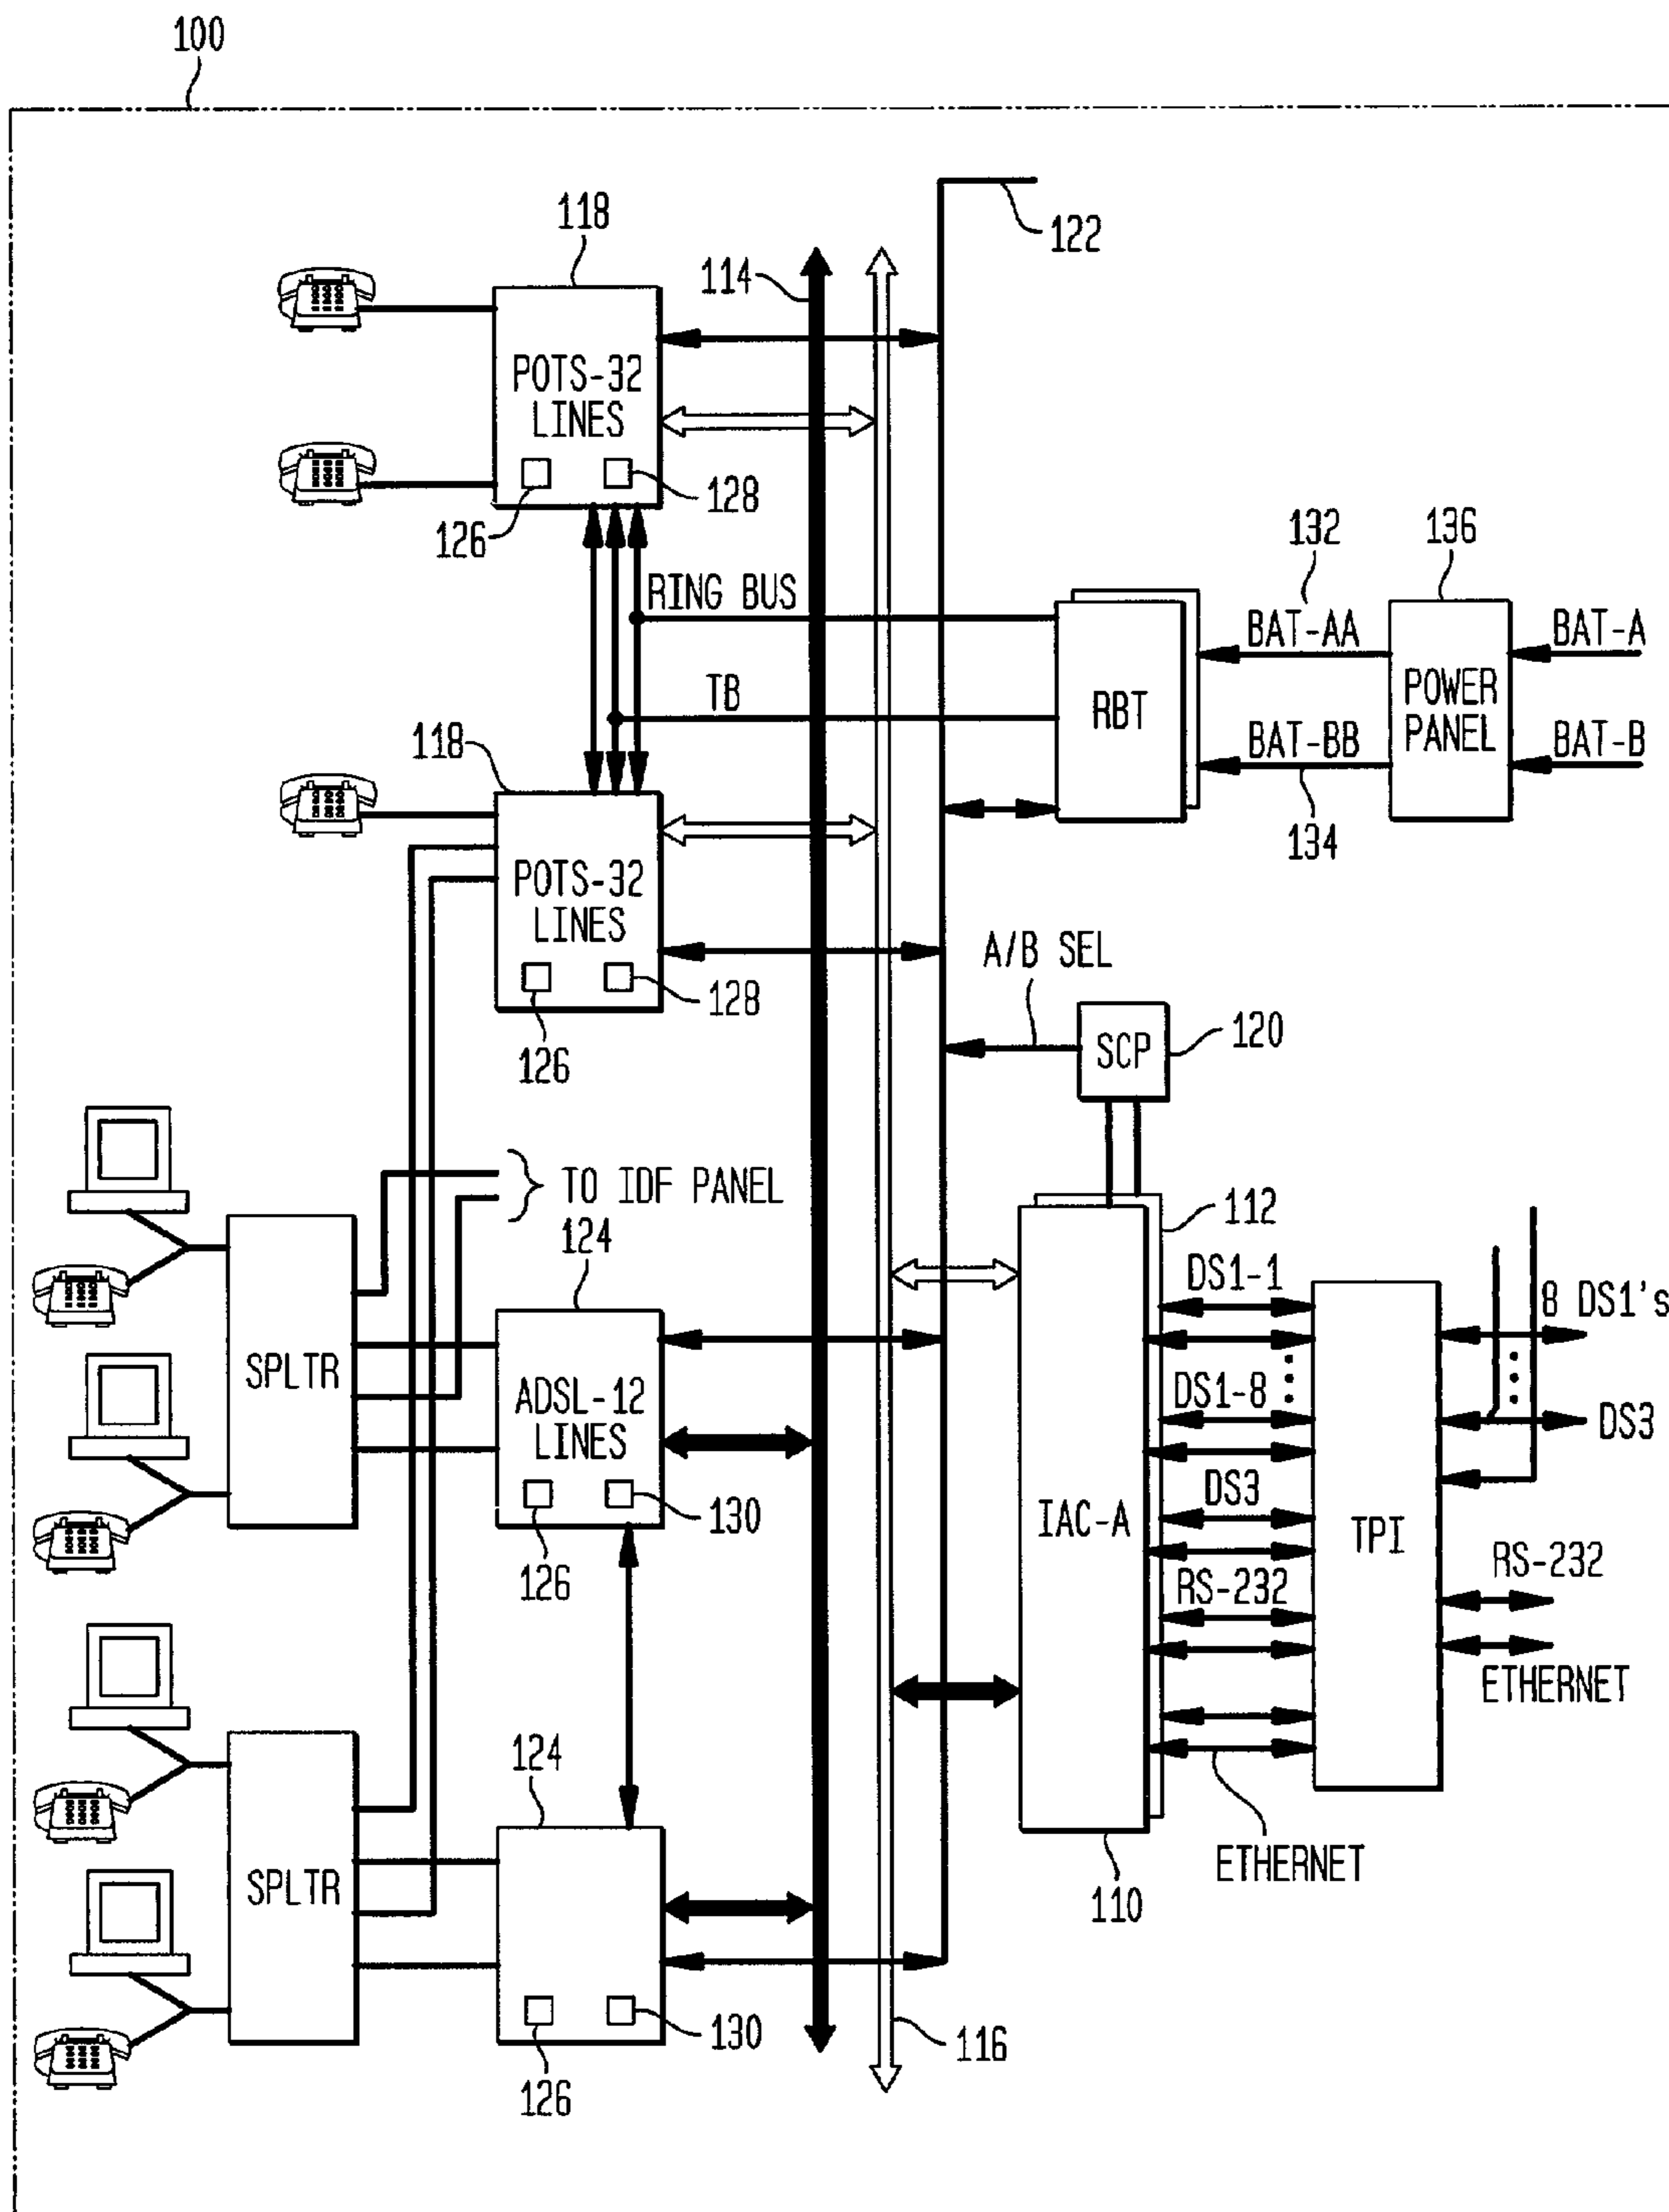 100
118
122
114
POTS-32
LINES
128
126
132
136
RING BUS
BAT-AA
BAT-A
TB
RBT
POWER
PANEL
118
BAT-BB
BAT-B
134
POTS-32
LINES
A/B SEL
128
SCP
120
126
TO IDF PANEL
112
124
DS1-1
8 DS1's
SPLTR
ADSL-12
LINES
DS1-8
DS3
DS3
IAC-A
TPI
130
126
RS-232
RS-232
ETHERNET
124
SPLTR
ETHERNET
110
130
116
126